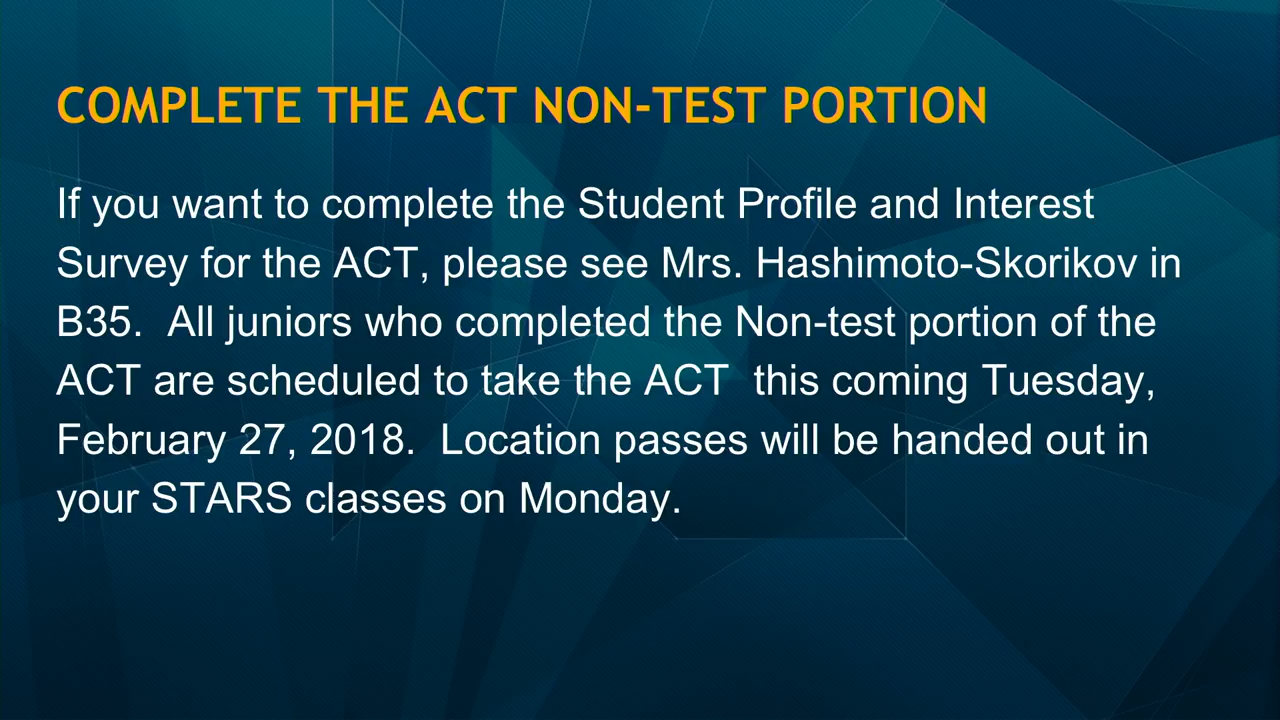 COMPLETE THE ACT NON-TEST PORTION
If you want to complete the Student Profile and Interest
Survey for the ACT, please see Mrs. Hashimoto-Skorikov in
B35.  All juniors who completed the Non-test portion of the
ACT are scheduled to take the ACT  this coming Tuesday,
February 27, 2018.  Location passes will be handed out in
your STARS classes on Monday.